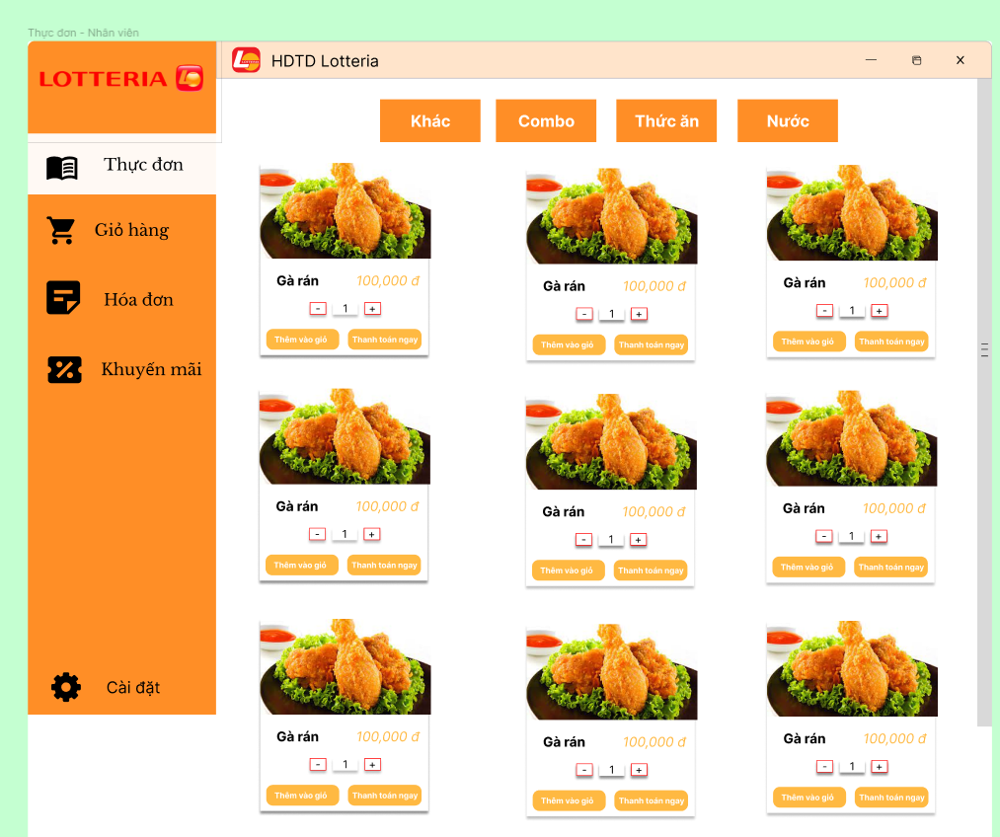 Thực đơn - Nhân viên
LOTTERIA
HDTD Lotteria
Khác
Combo
Thức ăn
Nước
Thực đơn
Giỏ hàng
Hóa đơn
Khuyến mãi
Cài đặt
Gà rán 100,000 đ
- 1 +
Thêm vào giỏ Thanh toán ngay
Gà rán 100,000 đ
- 1 +
Thêm vào giỏ Thanh toán ngay
Gà rán 100,000 đ
- 1 +
Thêm vào giỏ Thanh toán ngay
Gà rán 100,000 đ
- 1 +
Thêm vào giỏ Thanh toán ngay
Gà rán 100,000 đ
- 1 +
Thêm vào giỏ Thanh toán ngay
Gà rán 100,000 đ
- 1 +
Thêm vào giỏ Thanh toán ngay
Gà rán 100,000 đ
- 1 +
Thêm vào giỏ Thanh toán ngay
Gà rán 100,000 đ
- 1 +
Thêm vào giỏ Thanh toán ngay
Gà rán 100,000 đ
- 1 +
Thêm vào giỏ Thanh toán ngay